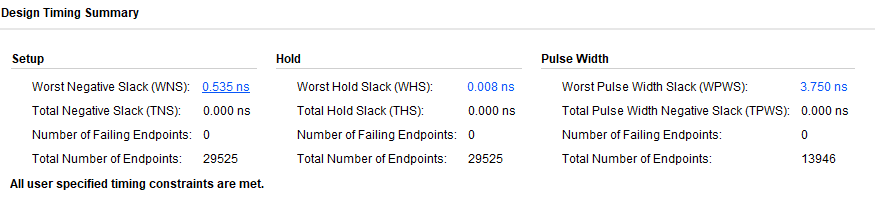 Design Timing Summary
Setup Hold Pulse Width
Worst Negative Slack (WNS): 0.535 ns Worst Hold Slack (WHS): 0.008 ns Worst Pulse Width Slack (WPWS): 3.750 ns
Total Negative Slack (TNS): 0.000 ns Total Hold Slack (THS): 0.000 ns Total Pulse Width Negative Slack (TPWS): 0.000 ns
Number of Failing Endpoints: 0 Number of Failing Endpoints: 0 Number of Failing Endpoints: 0
Total Number of Endpoints: 29525 Total Number of Endpoints: 29525 Total Number of Endpoints: 13946
All user specified timing constraints are met.